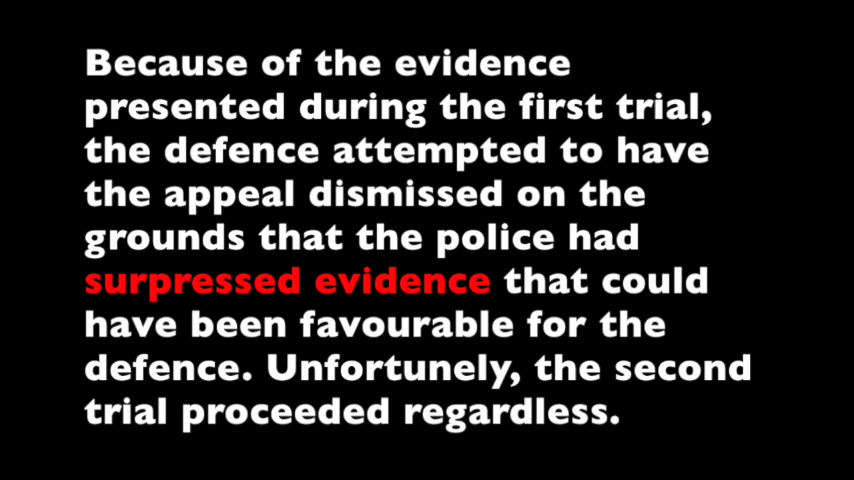 Because of the evidence
presented during the first trial,
the defence attempted to have
the appeal dismissed on the
grounds that the police had
surpressed evidence that could
have been favourable for the
defence. Unfortunely, the second
trial proceeded regardless.